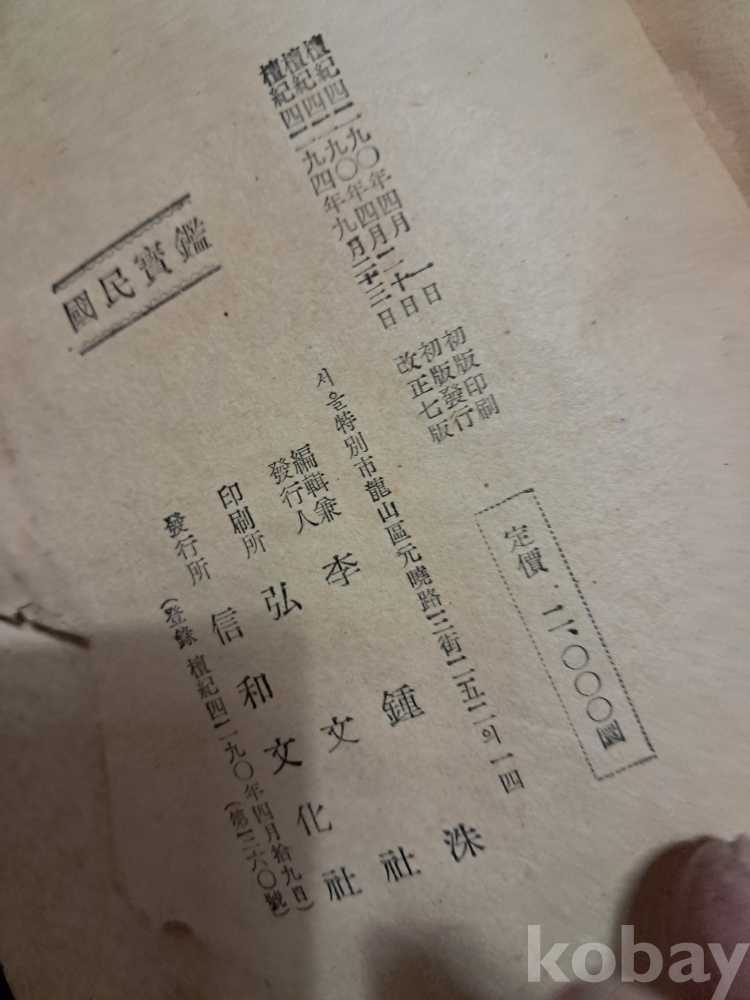 國民寶鑑
檀紀四二九〇年四月一日 初版印刷
檀紀四二九〇年四月二十日 初版發行
檀紀四二九四年九月二十三日 改正七版
定價 二、〇〇〇圜
서울特別市龍山區元曉路三街二五二의一四
編輯兼
發行人 李鍾洙
印刷所 弘文社
發行所 信和文化社
(登錄 檀紀四二九〇年四月拾九日)
(第三六〇號)
kobay